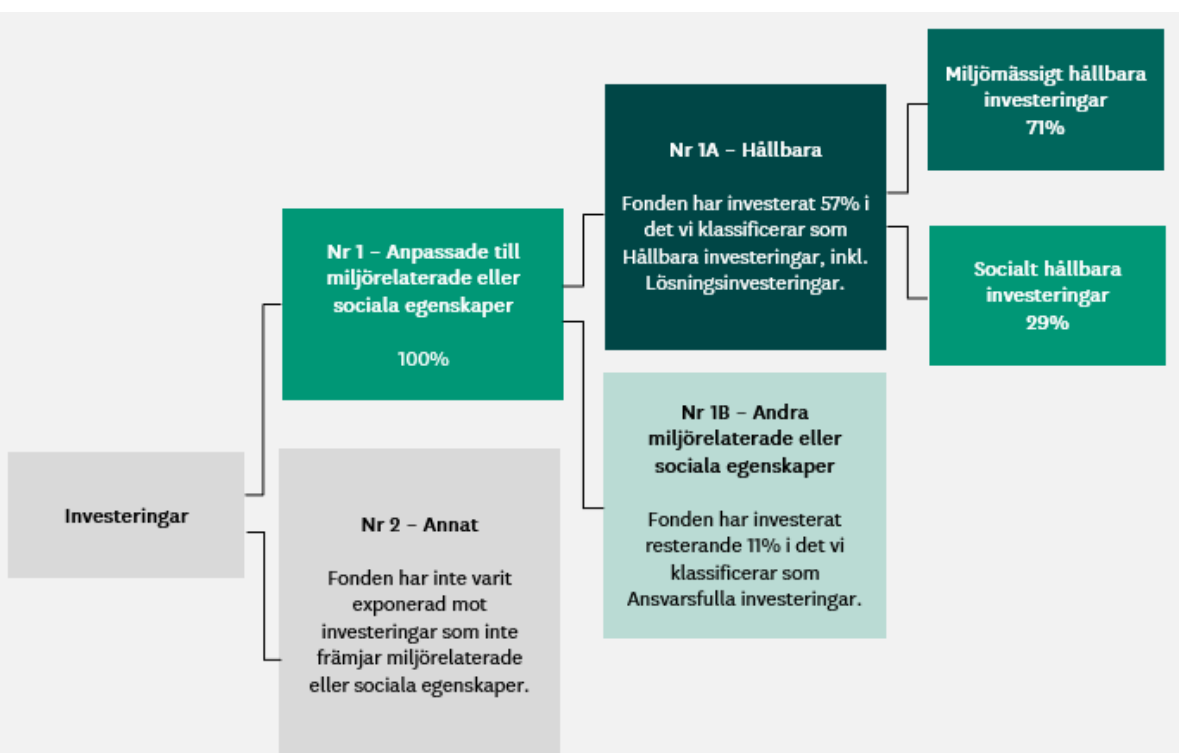 Investeringar
Nr 1 – Anpassade till
miljörelaterade eller
sociala egenskaper
100%
Nr 2 – Annat
Fonden har inte varit
exponerad mot
investeringar som inte
främjar miljörelaterade
eller sociala egenskaper.
Nr 1A – Hållbara
Fonden har investerat 57% i
det vi klassificerar som
Hållbara investeringar, inkl.
Lösningsinvesteringar.
Nr 1B – Andra
miljörelaterade eller
sociala egenskaper
Fonden har investerat
resterande 11% i det vi
klassificerar som
Ansvarsfulla investeringar.
Miljömässigt hållbara
investeringar
71%
Socialt hållbara
investeringar
29%